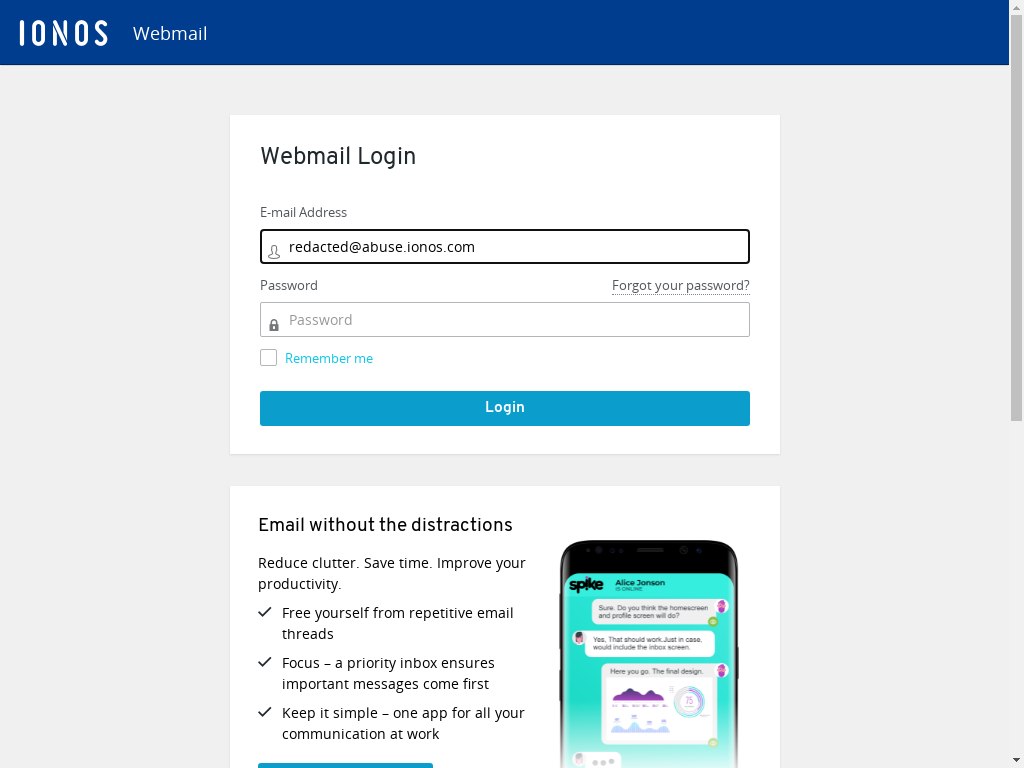 IONOS Webmail
Webmail Login
E-mail Address
redacted@abuse.ionos.com
Password
Forgot your password?
Password
Remember me
Login
Email without the distractions
Reduce clutter. Save time. Improve your
productivity.
Free yourself from repetitive email
threads
Focus – a priority inbox ensures
important messages come first
Keep it simple – one app for all your
communication at work
spike
Alice Jonson
IS ONLINE
Sure. Do you think the homescreen
and profile screen will do?
Yes, That should work.Just in case,
would include the inbox screen.
Here you go. The final design.
75